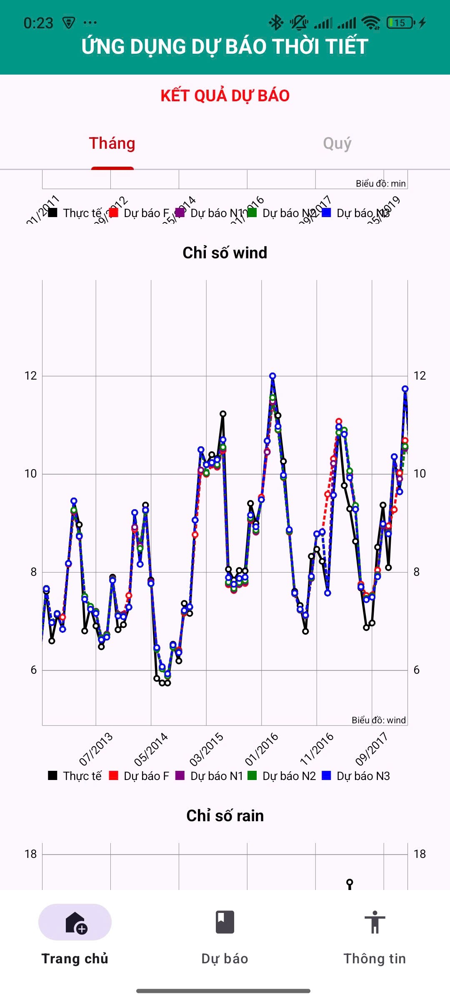 0:23 ... 15
ỨNG DỤNG DỰ BÁO THỜI TIẾT
KẾT QUẢ DỰ BÁO
Tháng Quý
Biểu đồ: min
01/2011 09/2012 05/2014 01/2016 09/2017 05/2019
Thực tế Dự báo F Dự báo N1 Dự báo N2 Dự báo N3
Chỉ số wind
12 12
10 10
8 8
6 6
Biểu đồ: wind
07/2013 05/2014 03/2015 01/2016 11/2016 09/2017
Thực tế Dự báo F Dự báo N1 Dự báo N2 Dự báo N3
Chỉ số rain
18 18
Trang chủ Dự báo Thông tin